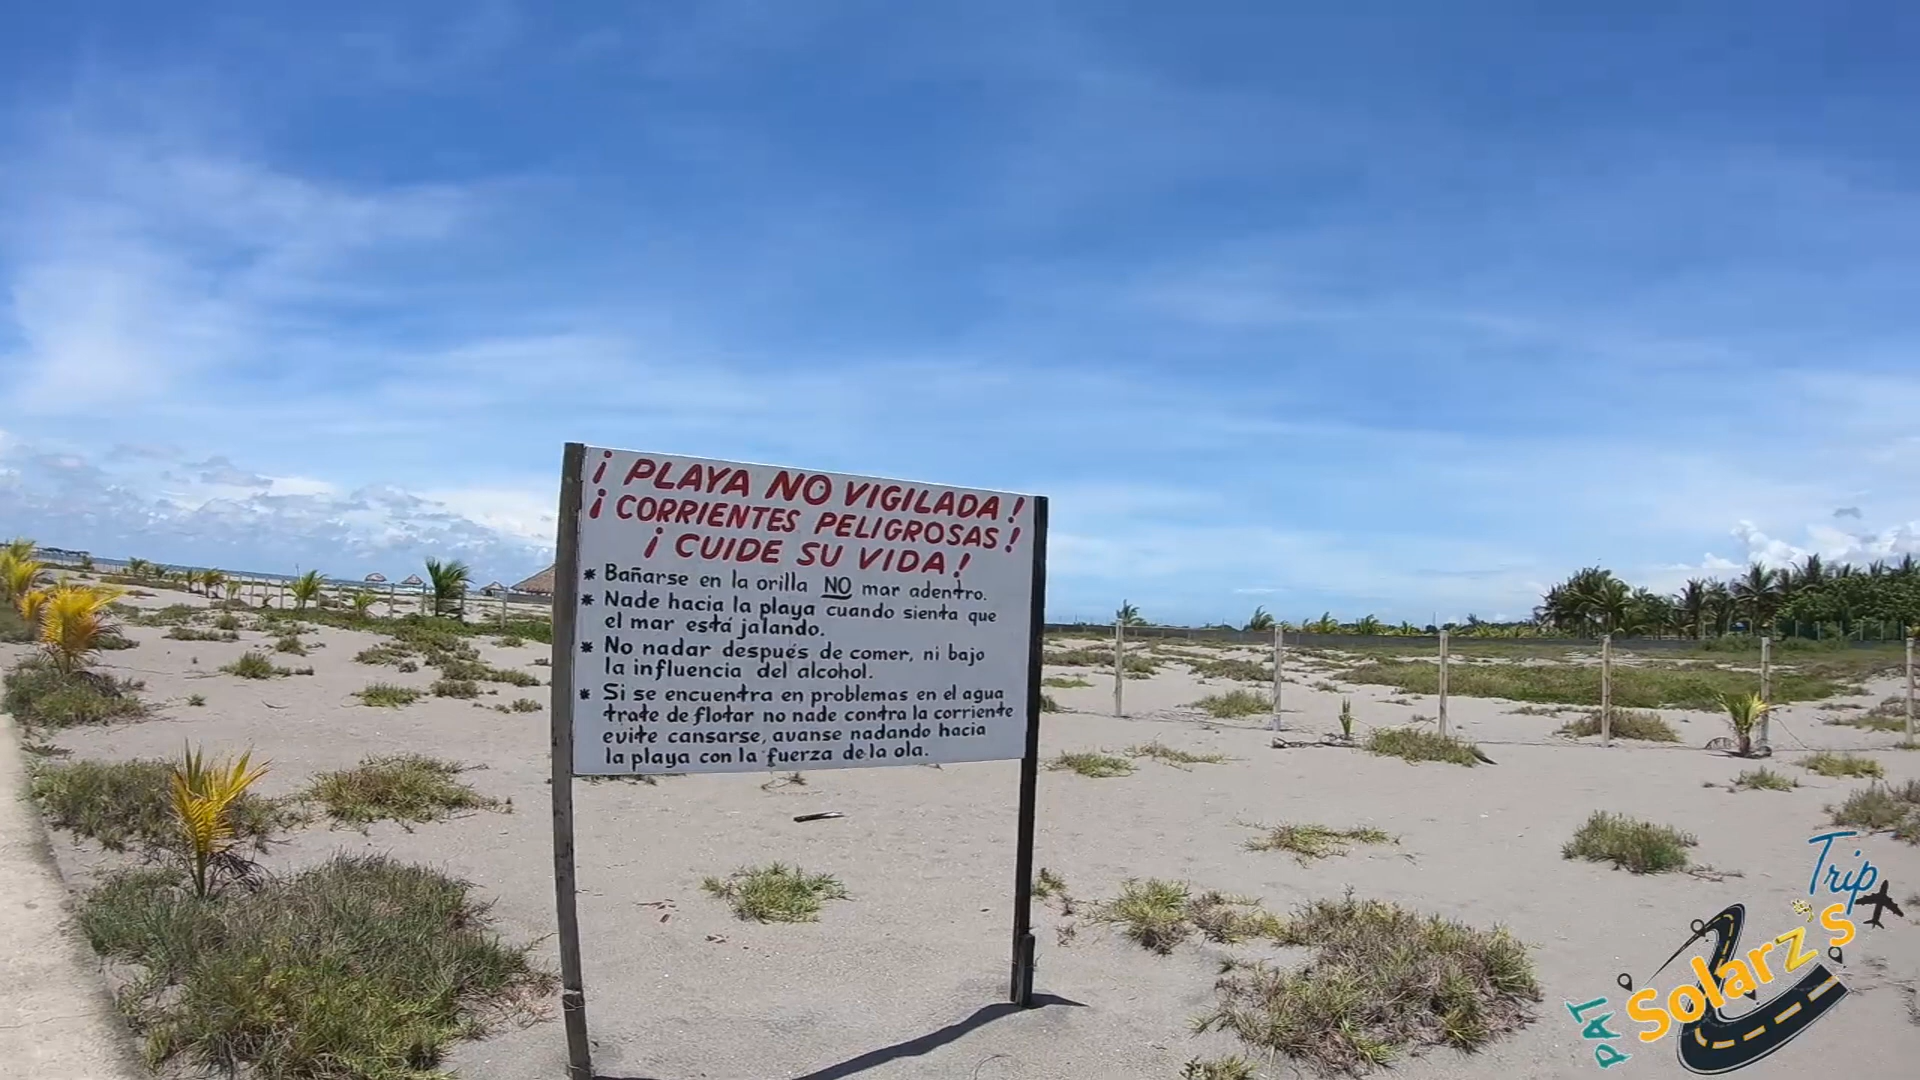 ¡ PLAYA NO VIGILADA !
¡ CORRIENTES PELIGROSAS !
¡ CUIDE SU VIDA !
* Bañarse en la orilla NO mar adentro.
* Nade hacia la playa cuando sienta que
el mar está jalando.
* No nadar después de comer, ni bajo
la influencia del alcohol.
* Si se encuentra en problemas en el agua
trate de flotar no nade contra la corriente
evite cansarse, avanse nadando hacia
la playa con la fuerza de la ola.
Trip
Solarz's
PAT